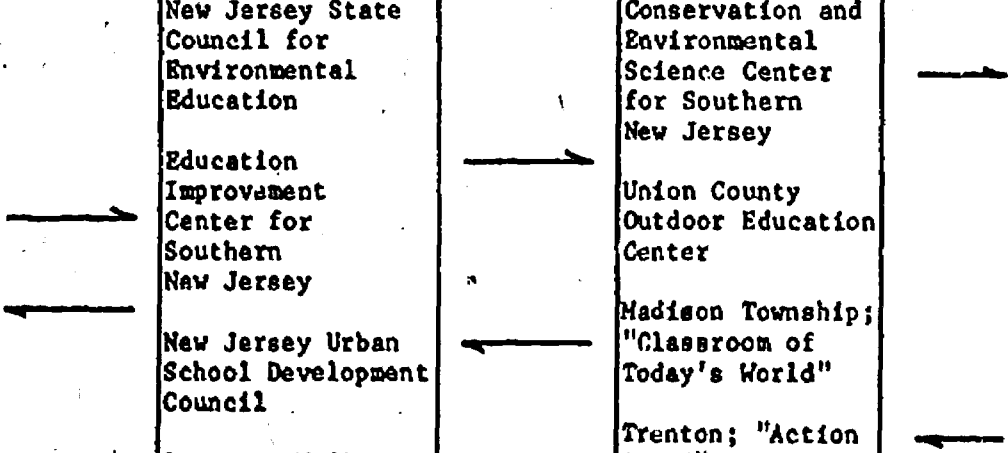 New Jersey State
Council for
Environmental
Education
Education
Improvement
Center for
Southern
New Jersey
New Jersey Urban
School Development
Council
Conservation and
Environmental
Science Center
for Southern
New Jersey
Union County
Outdoor Education
Center
Madison Township;
"Classroom of
Today's World"
Trenton; "Action